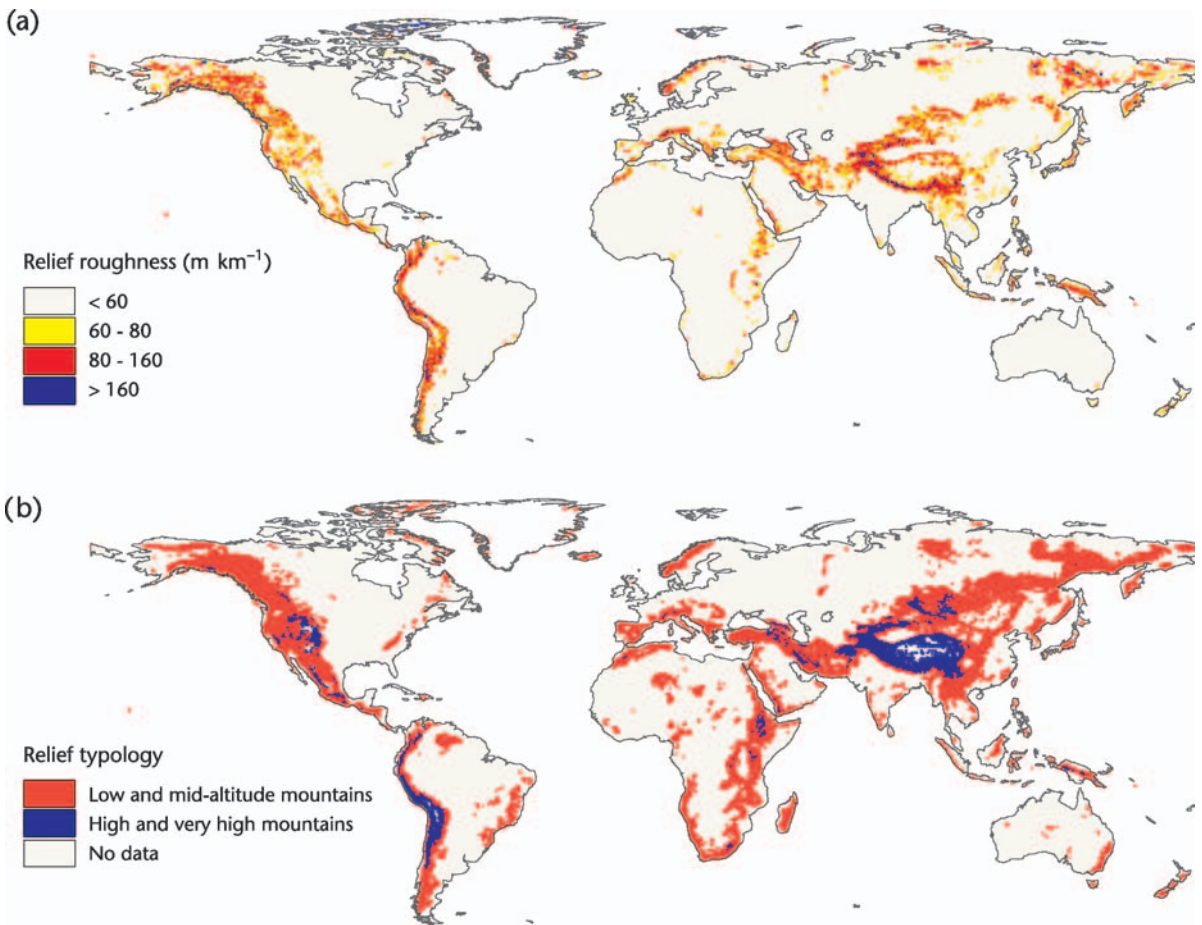 (a)
Relief roughness (m km⁻¹)
< 60
60 - 80
80 - 160
> 160
(b)
Relief typology
Low and mid-altitude mountains
High and very high mountains
No data